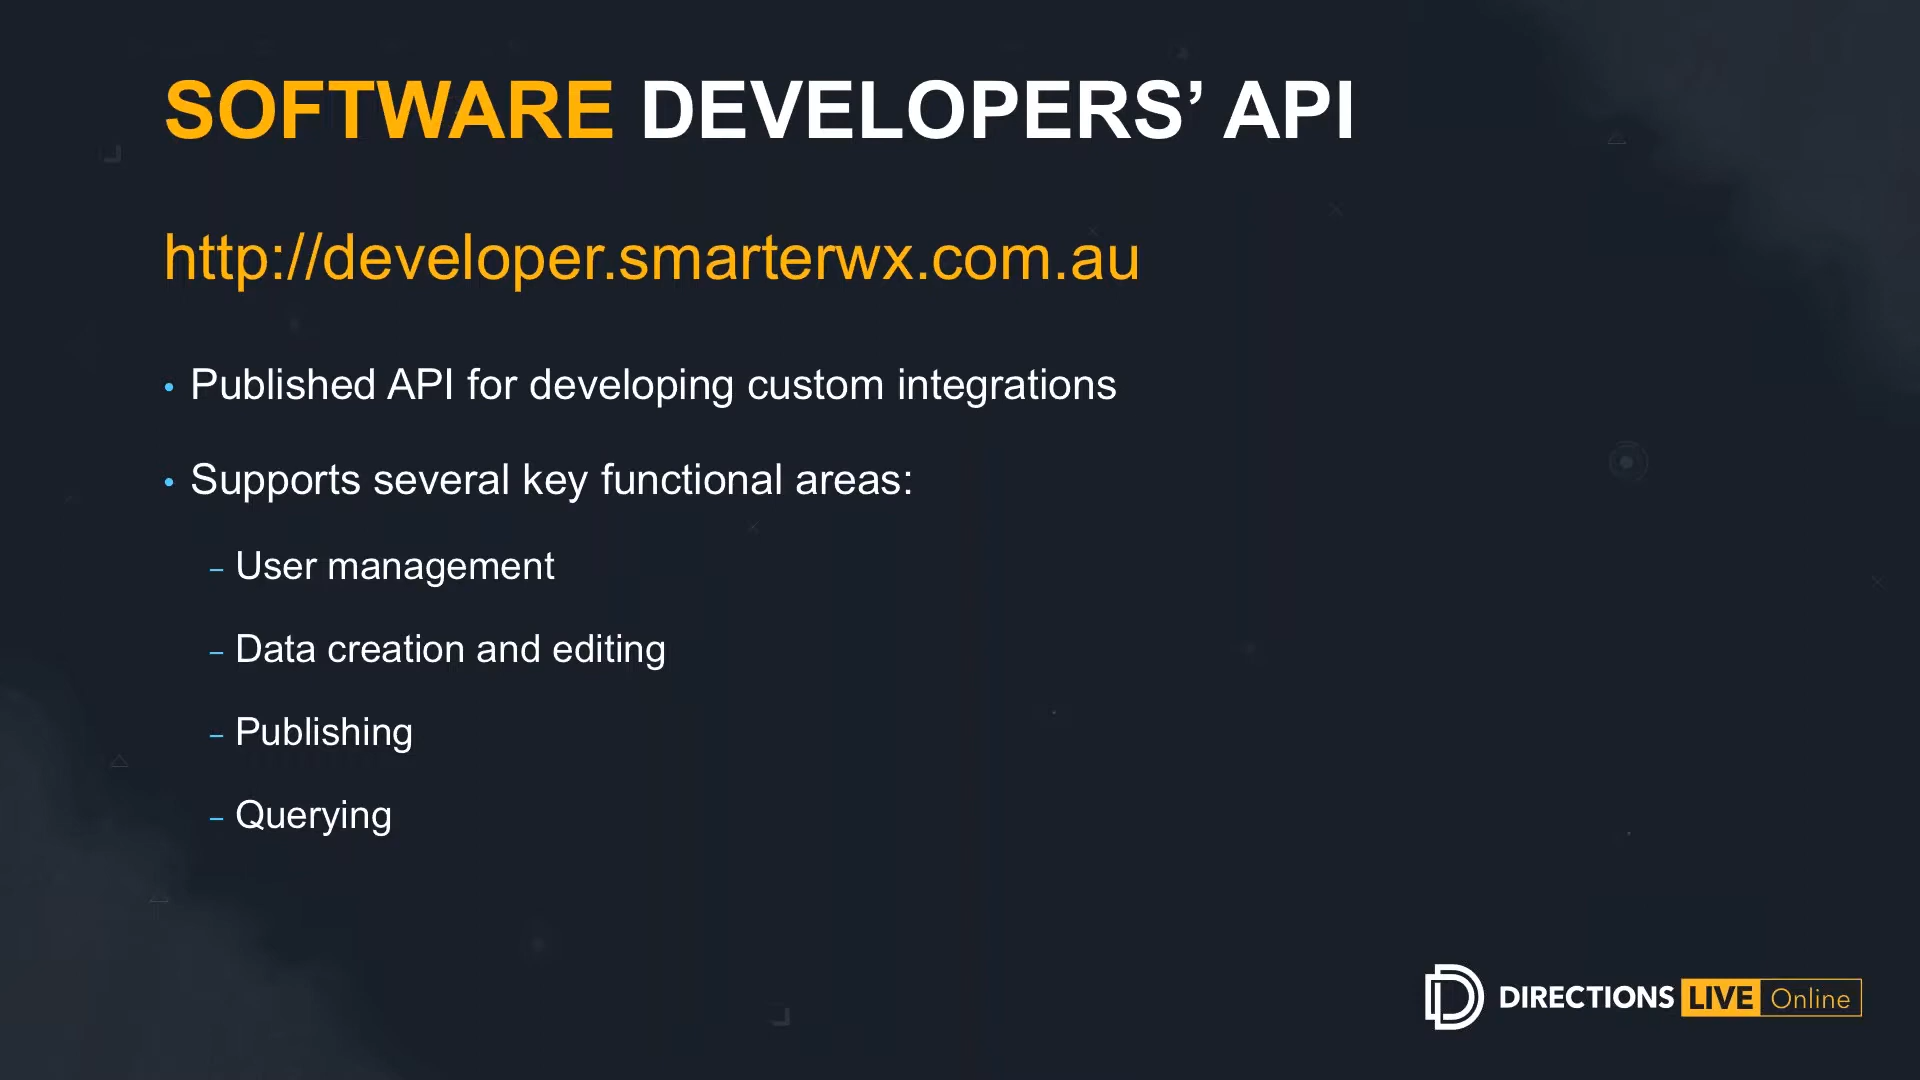 SOFTWARE DEVELOPERS’ API
http://developer.smarterwx.com.au
• Published API for developing custom integrations
• Supports several key functional areas:
– User management
– Data creation and editing
– Publishing
– Querying
DIRECTIONS LIVE Online